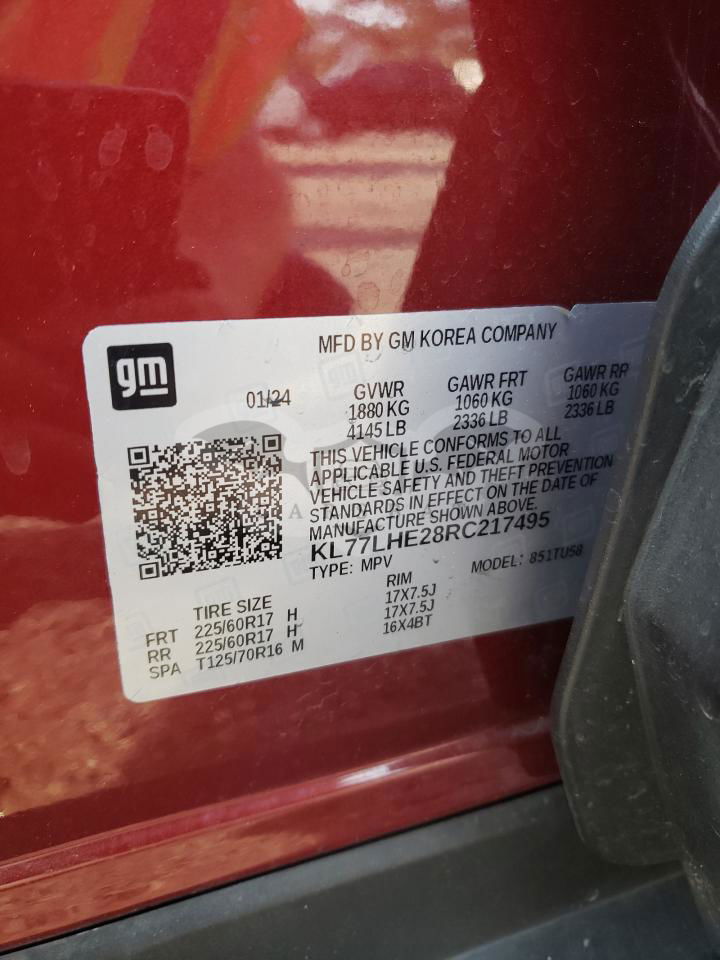 gm
MFD BY GM KOREA COMPANY
01/24
GVWR
1880 KG
4145 LB
GAWR FRT
1060 KG
2336 LB
GAWR RR
1060 KG
2336 LB
THIS VEHICLE CONFORMS TO ALL
APPLICABLE U.S. FEDERAL MOTOR
VEHICLE SAFETY AND THEFT PREVENTION
STANDARDS IN EFFECT ON THE DATE OF
MANUFACTURE SHOWN ABOVE.
KL77LHE28RC217495
TYPE: MPV MODEL: 851TU58
TIRE SIZE RIM
FRT 225/60R17 H 17X7.5J
RR 225/60R17 H 17X7.5J
SPA T125/70R16 M 16X4BT